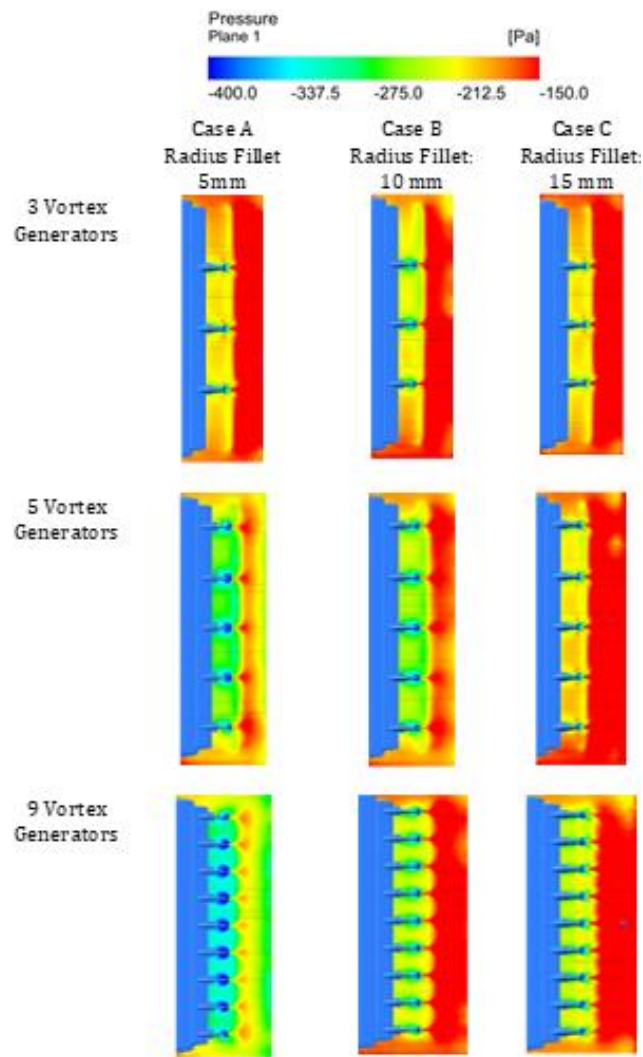 Pressure
Plane 1
[Pa]
-400.0 -337.5 -275.0 -212.5 -150.0
Case A
Radius Fillet
5mm
Case B
Radius Fillet:
10 mm
Case C
Radius Fillet:
15 mm
3 Vortex
Generators
5 Vortex
Generators
9 Vortex
Generators